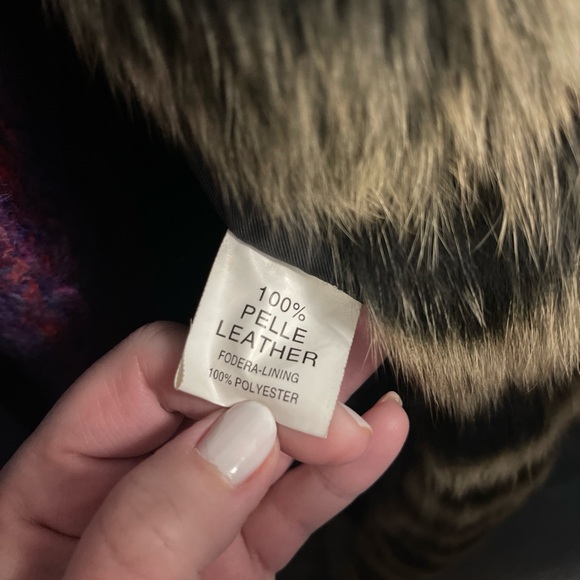 100%
PELLE
LEATHER
FODERA-LINING
100% POLYESTER